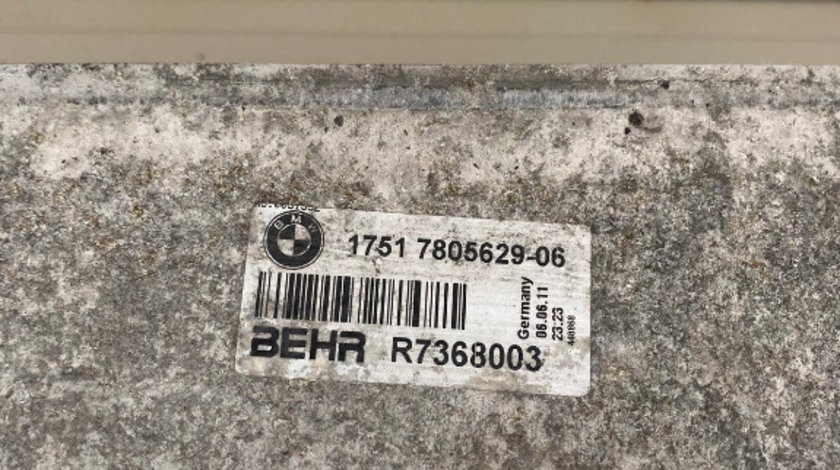 BMW
1751 7805629-06
Germany
06.06.11
23:23
BEHR R7368003